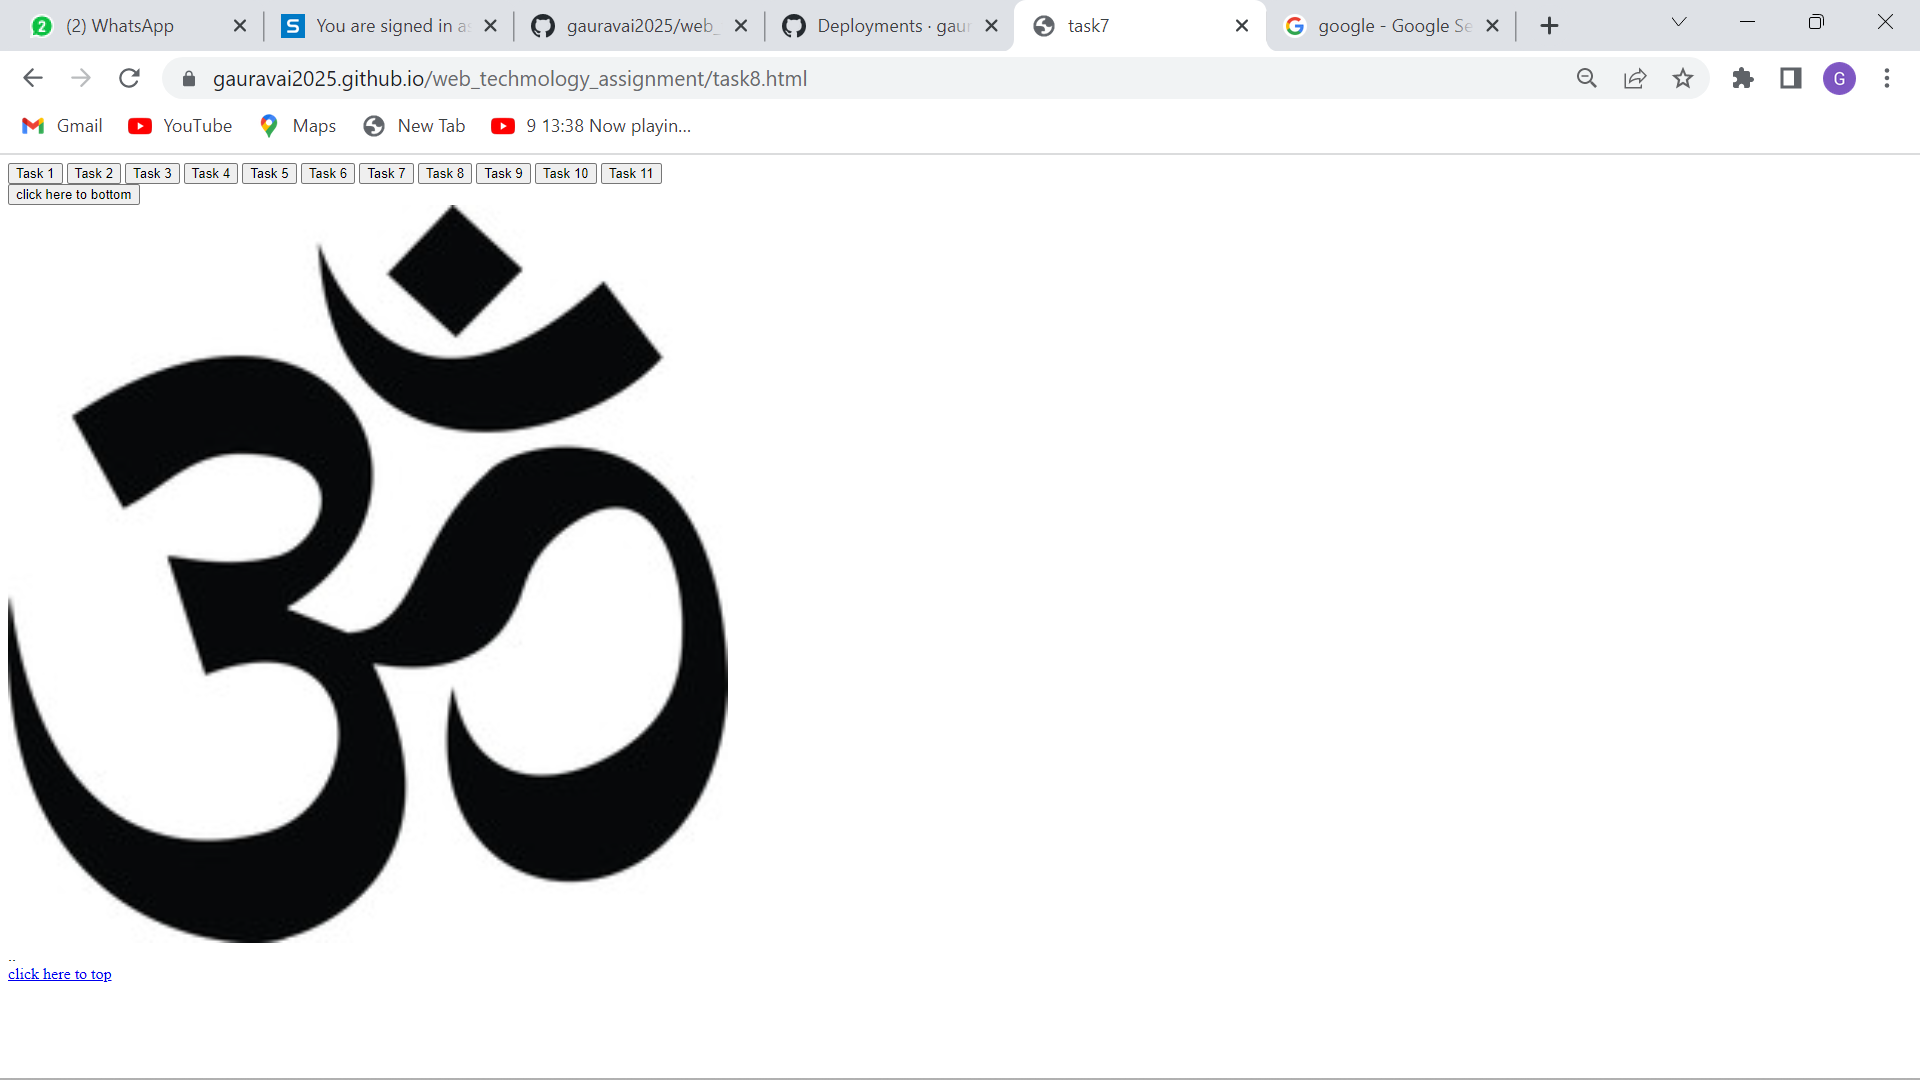 2 (2) WhatsApp S You are signed in as gauravai2025/web_ Deployments · gaur task7 google - Google Se
gauravai2025.github.io/web_techmology_assignment/task8.html G
Gmail YouTube Maps New Tab 9 13:38 Now playin...
Task 1 Task 2 Task 3 Task 4 Task 5 Task 6 Task 7 Task 8 Task 9 Task 10 Task 11
click here to bottom
ॐ
..
click here to top